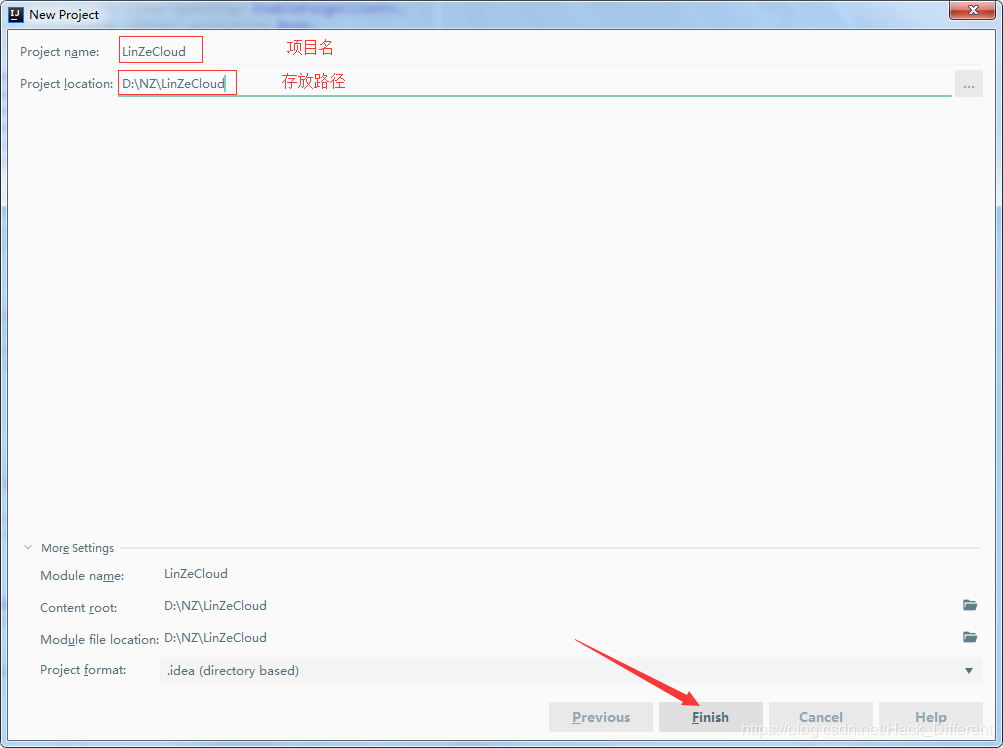 New Project
Project name: LinZeCloud 项目名
Project location: D:\NZ\LinZeCloud 存放路径 ...
More Settings
Module name: LinZeCloud
Content root: D:\NZ\LinZeCloud
Module file location: D:\NZ\LinZeCloud
Project format: .idea (directory based)
Previous Finish Cancel Help
https://blog.csdn.net/Hack_Different